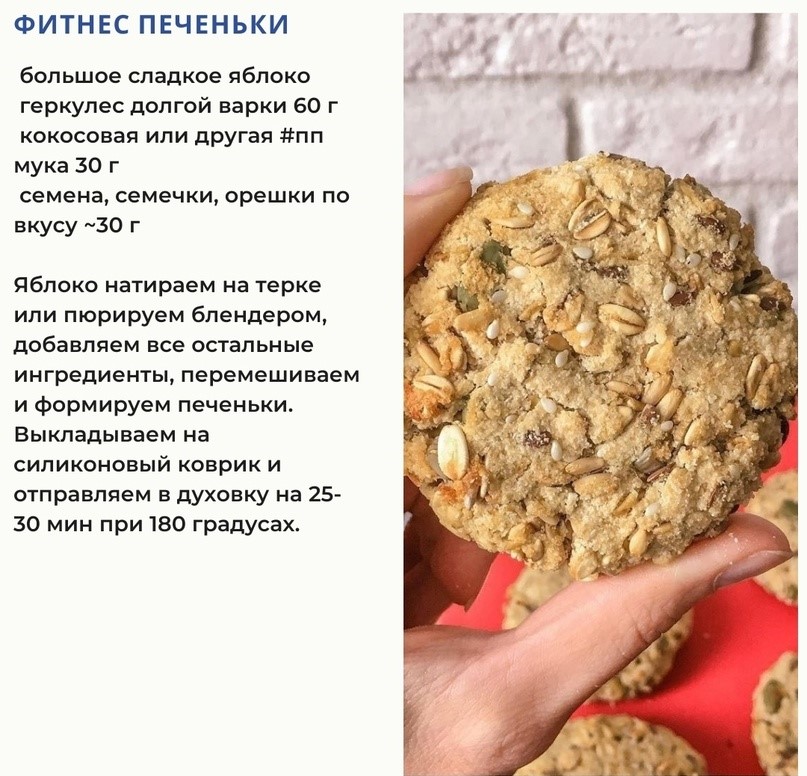 ФИТНЕС ПЕЧЕНЬКИ
большое сладкое яблоко
геркулес долгой варки 60 г
кокосовая или другая #пп
мука 30 г
семена, семечки, орешки по
вкусу ~30 г
Яблоко натираем на терке
или пюрируем блендером,
добавляем все остальные
ингредиенты, перемешиваем
и формируем печеньки.
Выкладываем на
силиконовый коврик и
отправляем в духовку на 25-
30 мин при 180 градусах.